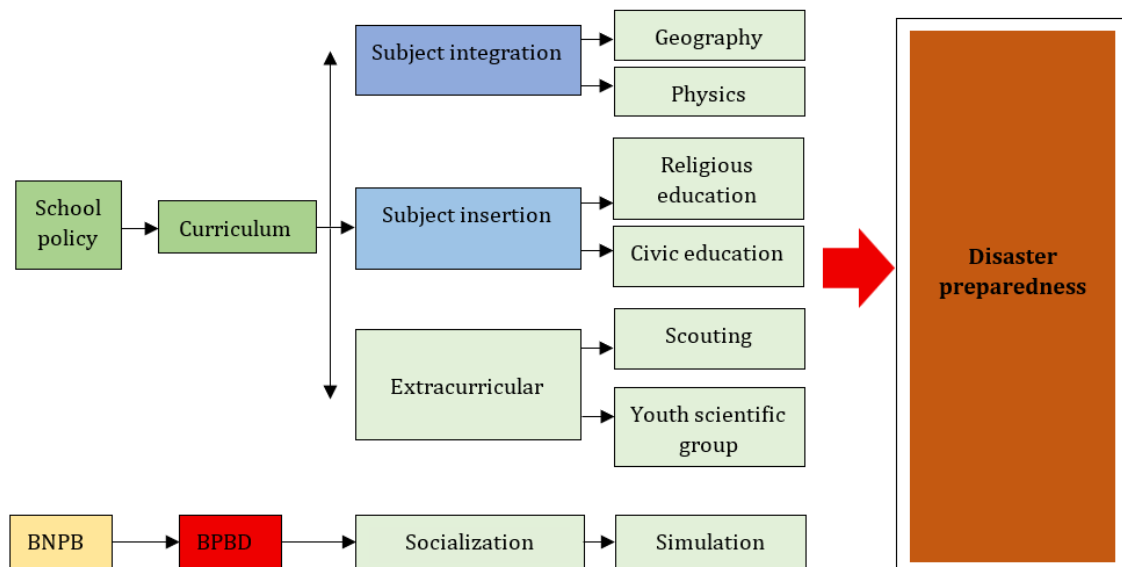 School
policy
Curriculum
Subject integration
Geography
Physics
Subject insertion
Religious
education
Civic education
Extracurricular
Scouting
Youth scientific
group
BNPB
BPBD
Socialization
Simulation
Disaster
preparedness